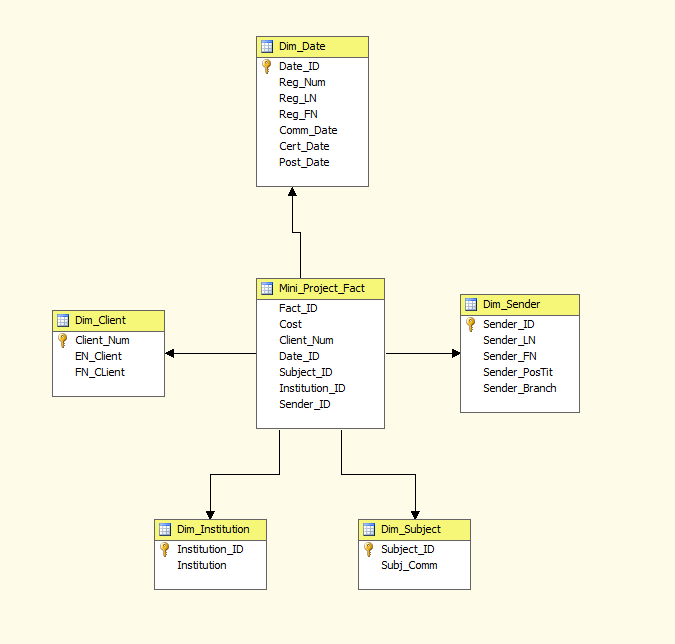 Dim_Date
Date_ID
Reg_Num
Reg_LN
Reg_FN
Comm_Date
Cert_Date
Post_Date
Mini_Project_Fact
Fact_ID
Cost
Client_Num
Date_ID
Subject_ID
Institution_ID
Sender_ID
Dim_Client
Client_Num
EN_Client
FN_CLient
Dim_Sender
Sender_ID
Sender_LN
Sender_FN
Sender_PosTit
Sender_Branch
Dim_Institution
Institution_ID
Institution
Dim_Subject
Subject_ID
Subj_Comm